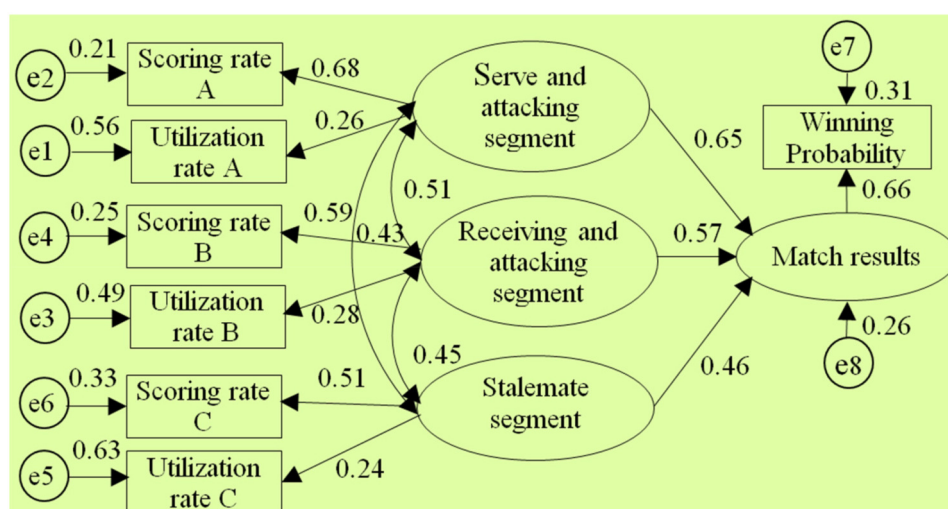 e2
0.21
Scoring rate
A
0.68
Serve and
attacking
segment
e7
0.31
Winning
Probability
e1
0.56
Utilization
rate A
0.26
0.65
0.66
0.51
e4
0.25
Scoring rate
B
0.59
0.43
Receiving and
attacking
segment
0.57
Match results
e3
0.49
Utilization
rate B
0.28
0.45
0.26
e8
e6
0.33
Scoring rate
C
0.51
Stalemate
segment
0.46
e5
0.63
Utilization
rate C
0.24